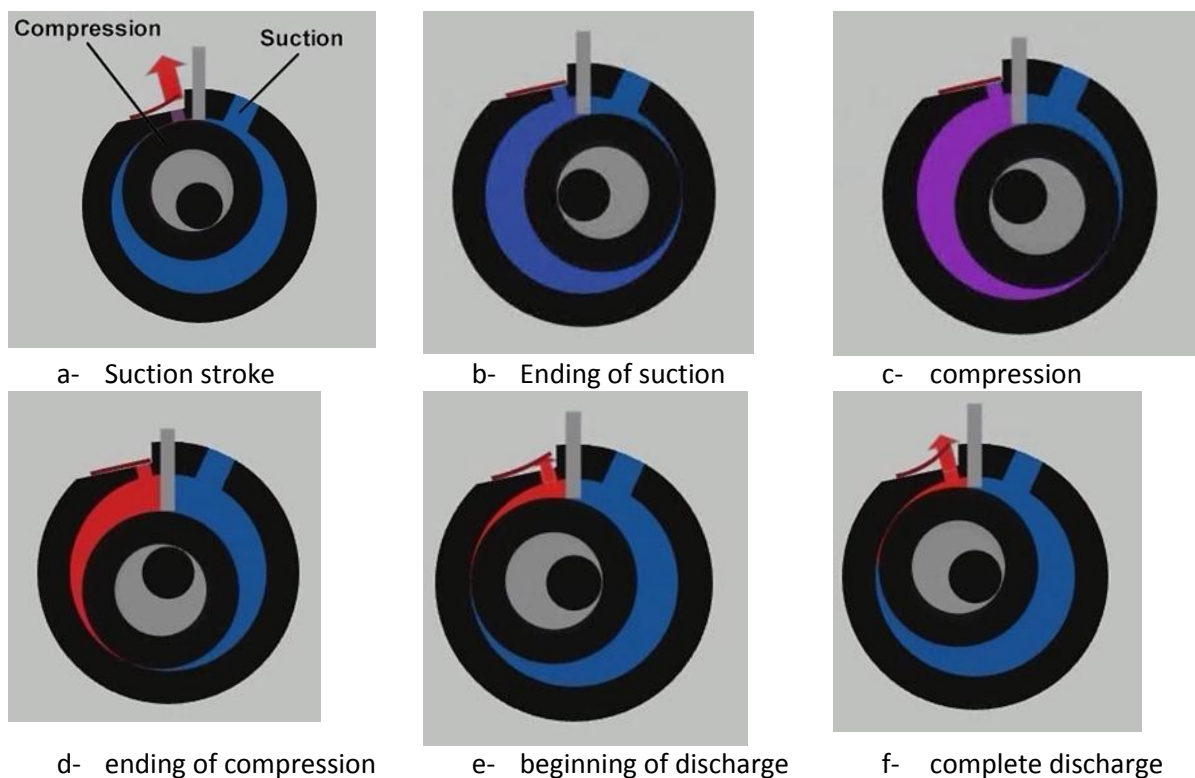 Compression
Suction
a- Suction stroke
b- Ending of suction
c- compression
d- ending of compression
e- beginning of discharge
f- complete discharge